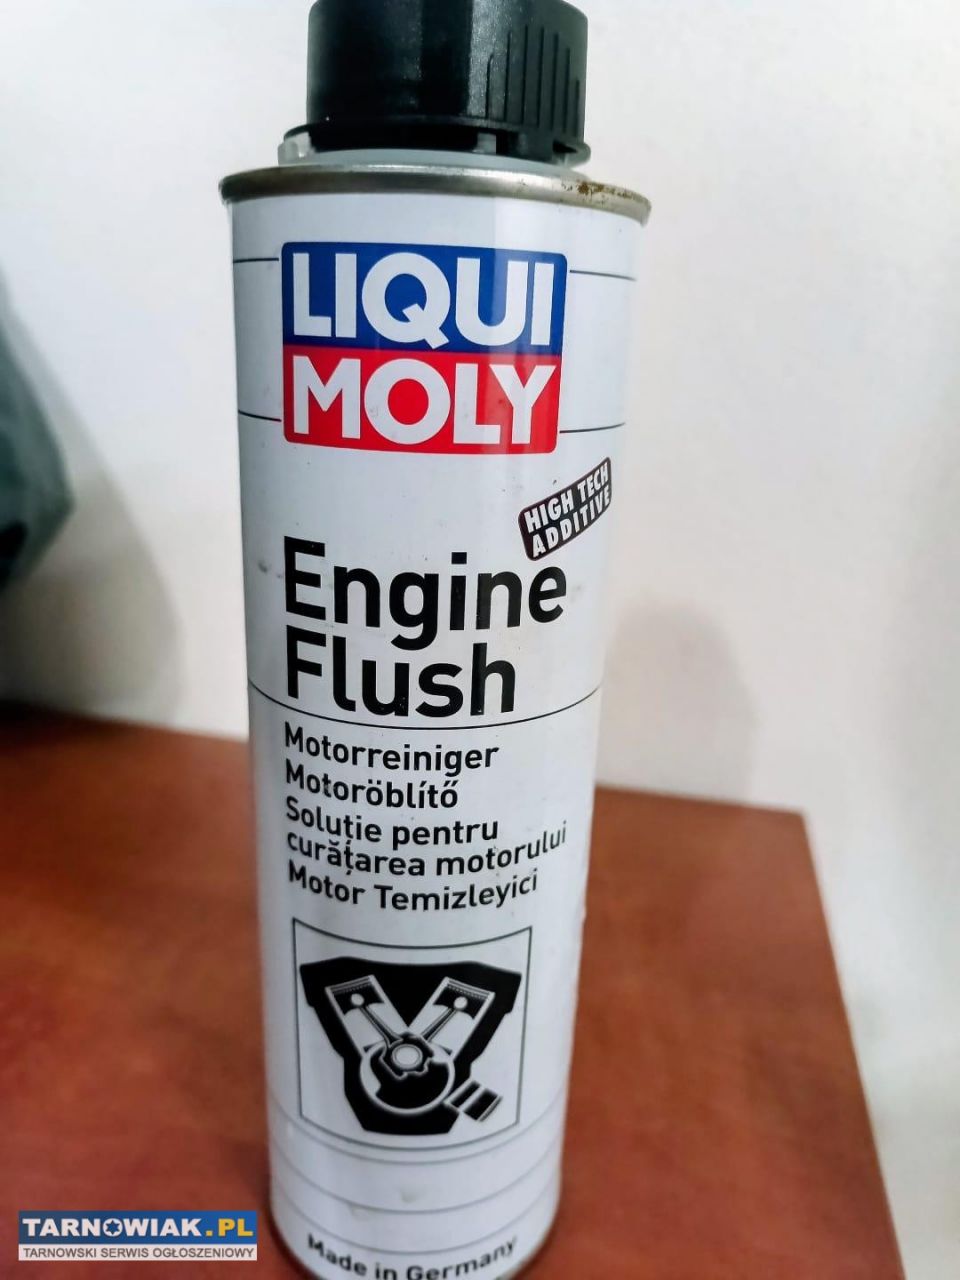 LIQUI
MOLY
HIGH TECH
ADDITIVE
Engine
Flush
Motorreiniger
Motoröblítő
Soluție pentru
curățarea motorului
Motor Temizleyici
Made in Germany
TARNOWIAK.PL
TARNOWSKI SERWIS OGŁOSZENIOWY